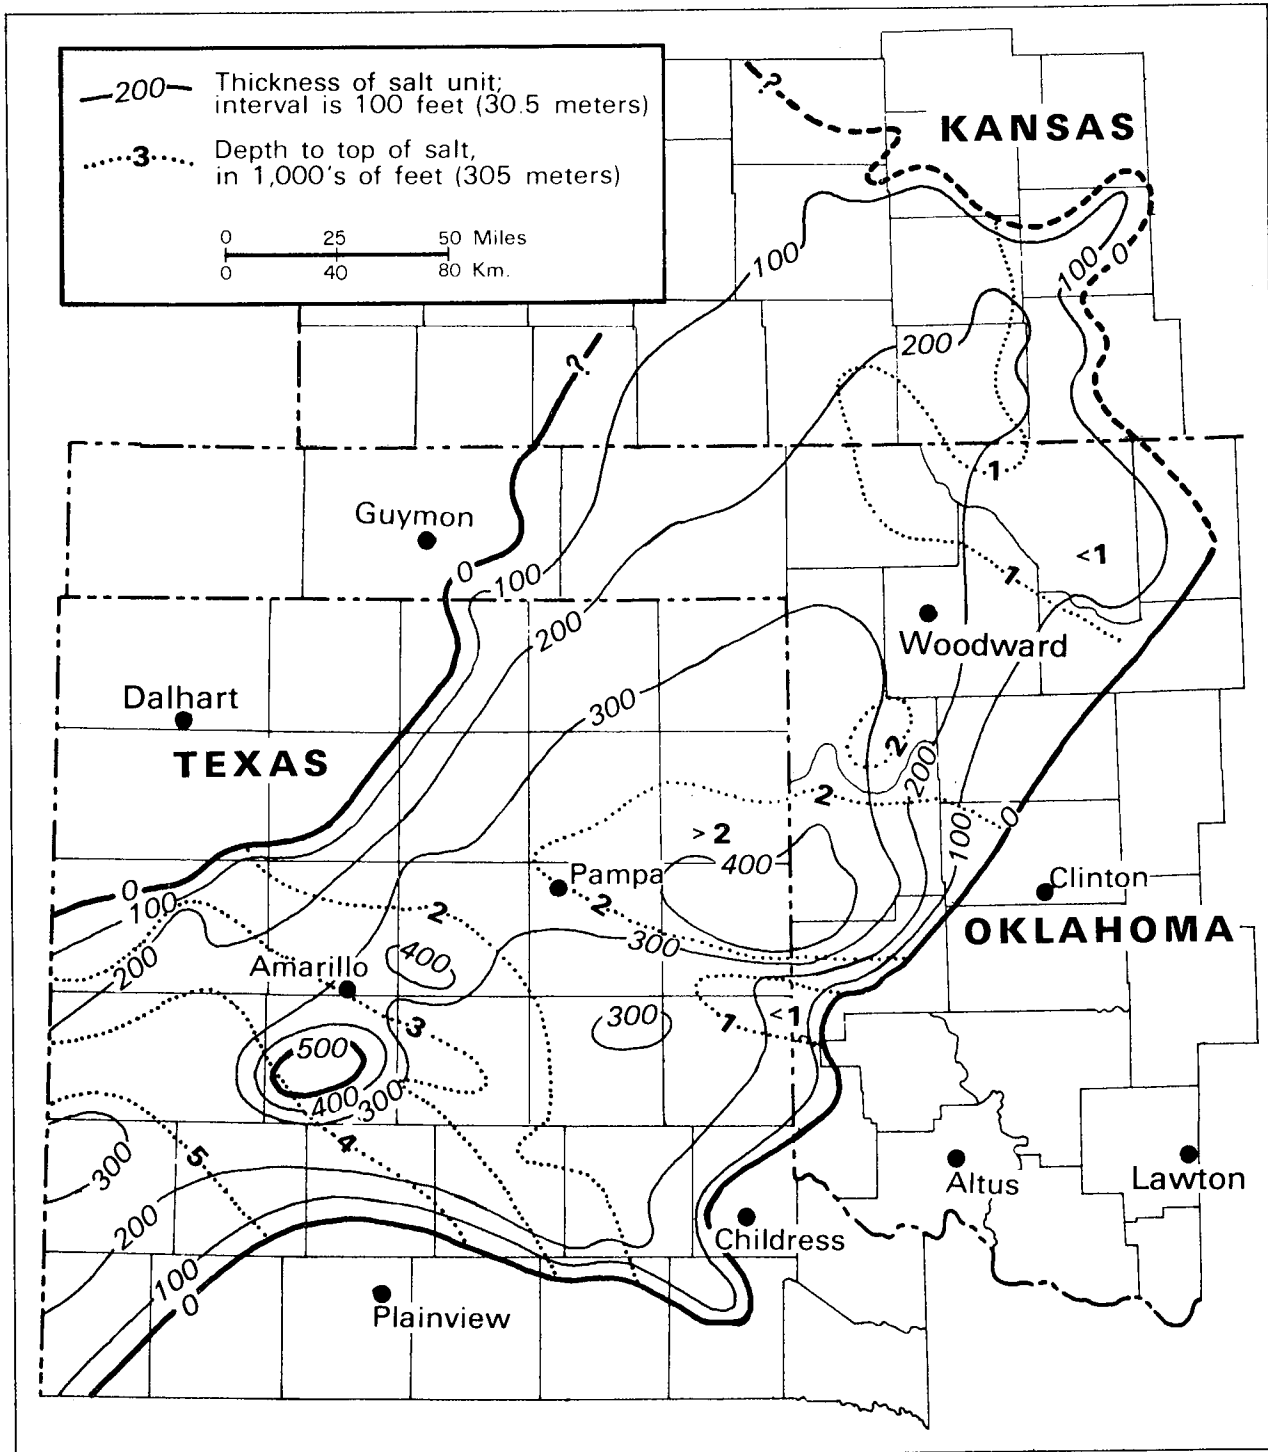 200
Thickness of salt unit;
interval is 100 feet (30.5 meters)
3
Depth to top of salt,
in 1,000's of feet (305 meters)
0 25 50 Miles
0 40 80 Km.
?
KANSAS
100
100
0
200
?
1
Guymon
0
100
1
<1
200
Woodward
300
Dalhart
TEXAS
2
200
2
>2
400
100
0
Pampa
Clinton
0
100
2
2
OKLAHOMA
300
200
Amarillo
400
300
3
1
<1
500
400
300
4
5
300
Altus
Lawton
200
Childress
100
0
Plainview